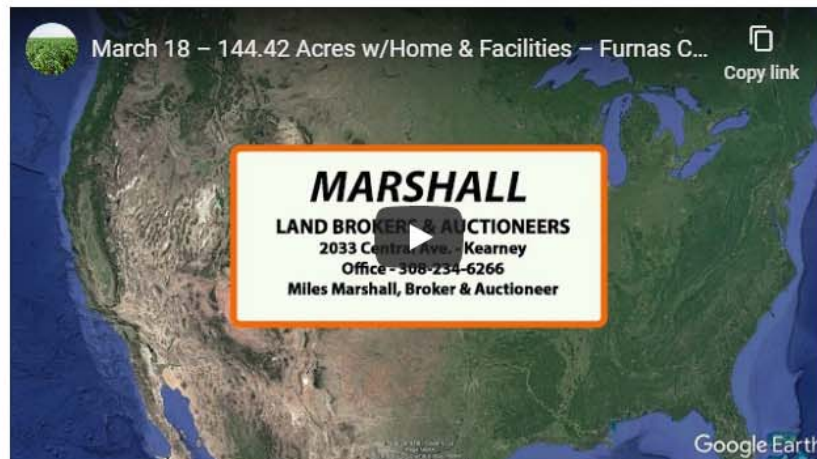 March 18 – 144.42 Acres w/Home & Facilities – Furnas C...
Copy link
MARSHALL
LAND BROKERS & AUCTIONEERS
2033 Central Ave. - Kearney
Office - 308-234-6266
Miles Marshall, Broker & Auctioneer
Google Earth